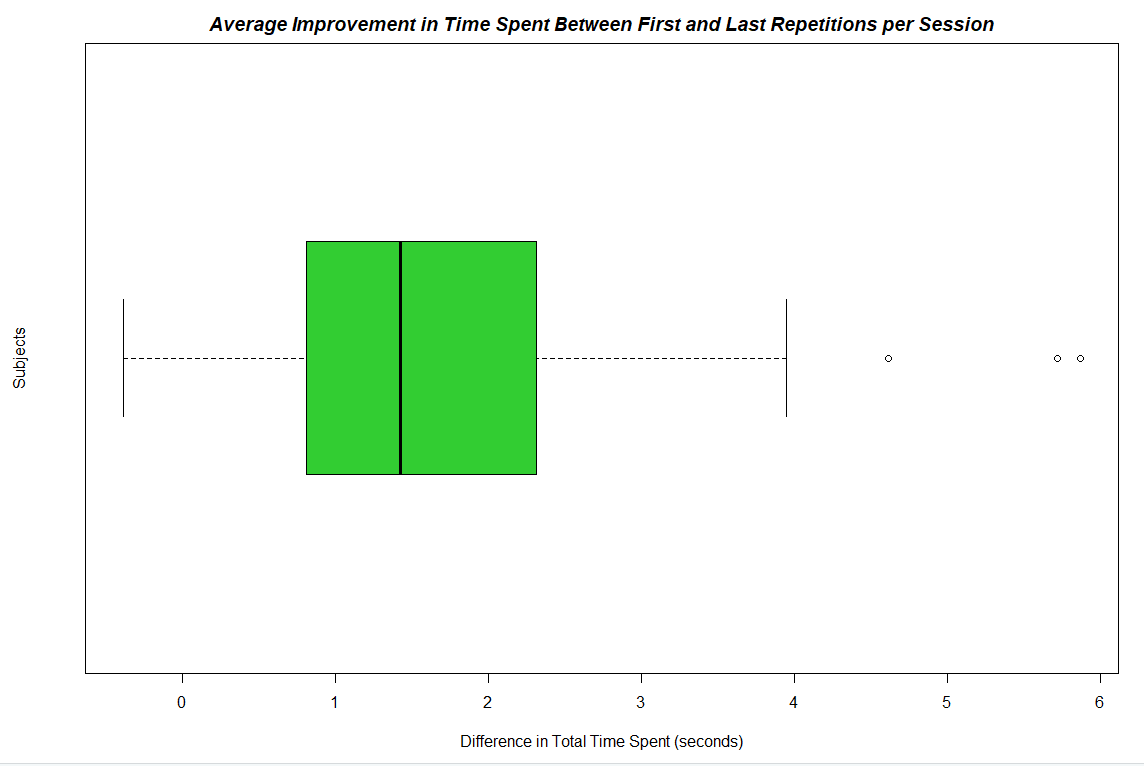 Average Improvement in Time Spent Between First and Last Repetitions per Session
Subjects
0 1 2 3 4 5 6
Difference in Total Time Spent (seconds)